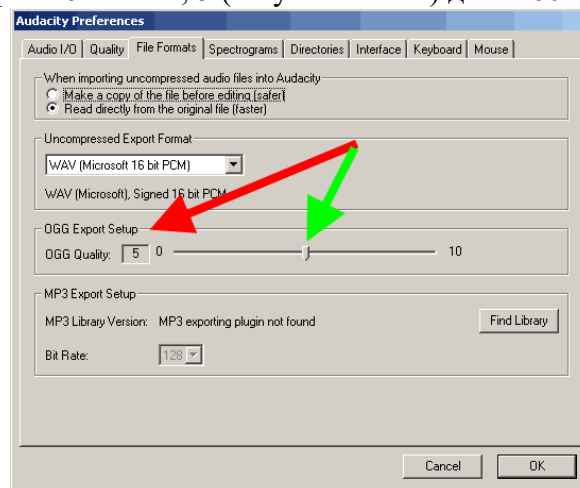 Audacity Preferences
Audio I/O Quality File Formats Spectrograms Directories Interface Keyboard Mouse
When importing uncompressed audio files into Audacity
Make a copy of the file before editing (safer)
Read directly from the original file (faster)
Uncompressed Export Format
WAV (Microsoft 16 bit PCM)
WAV (Microsoft), Signed 16 bit PCM
OGG Export Setup
OGG Quality: 5 0 10
MP3 Export Setup
MP3 Library Version: MP3 exporting plugin not found Find Library
Bit Rate: 128
Cancel OK